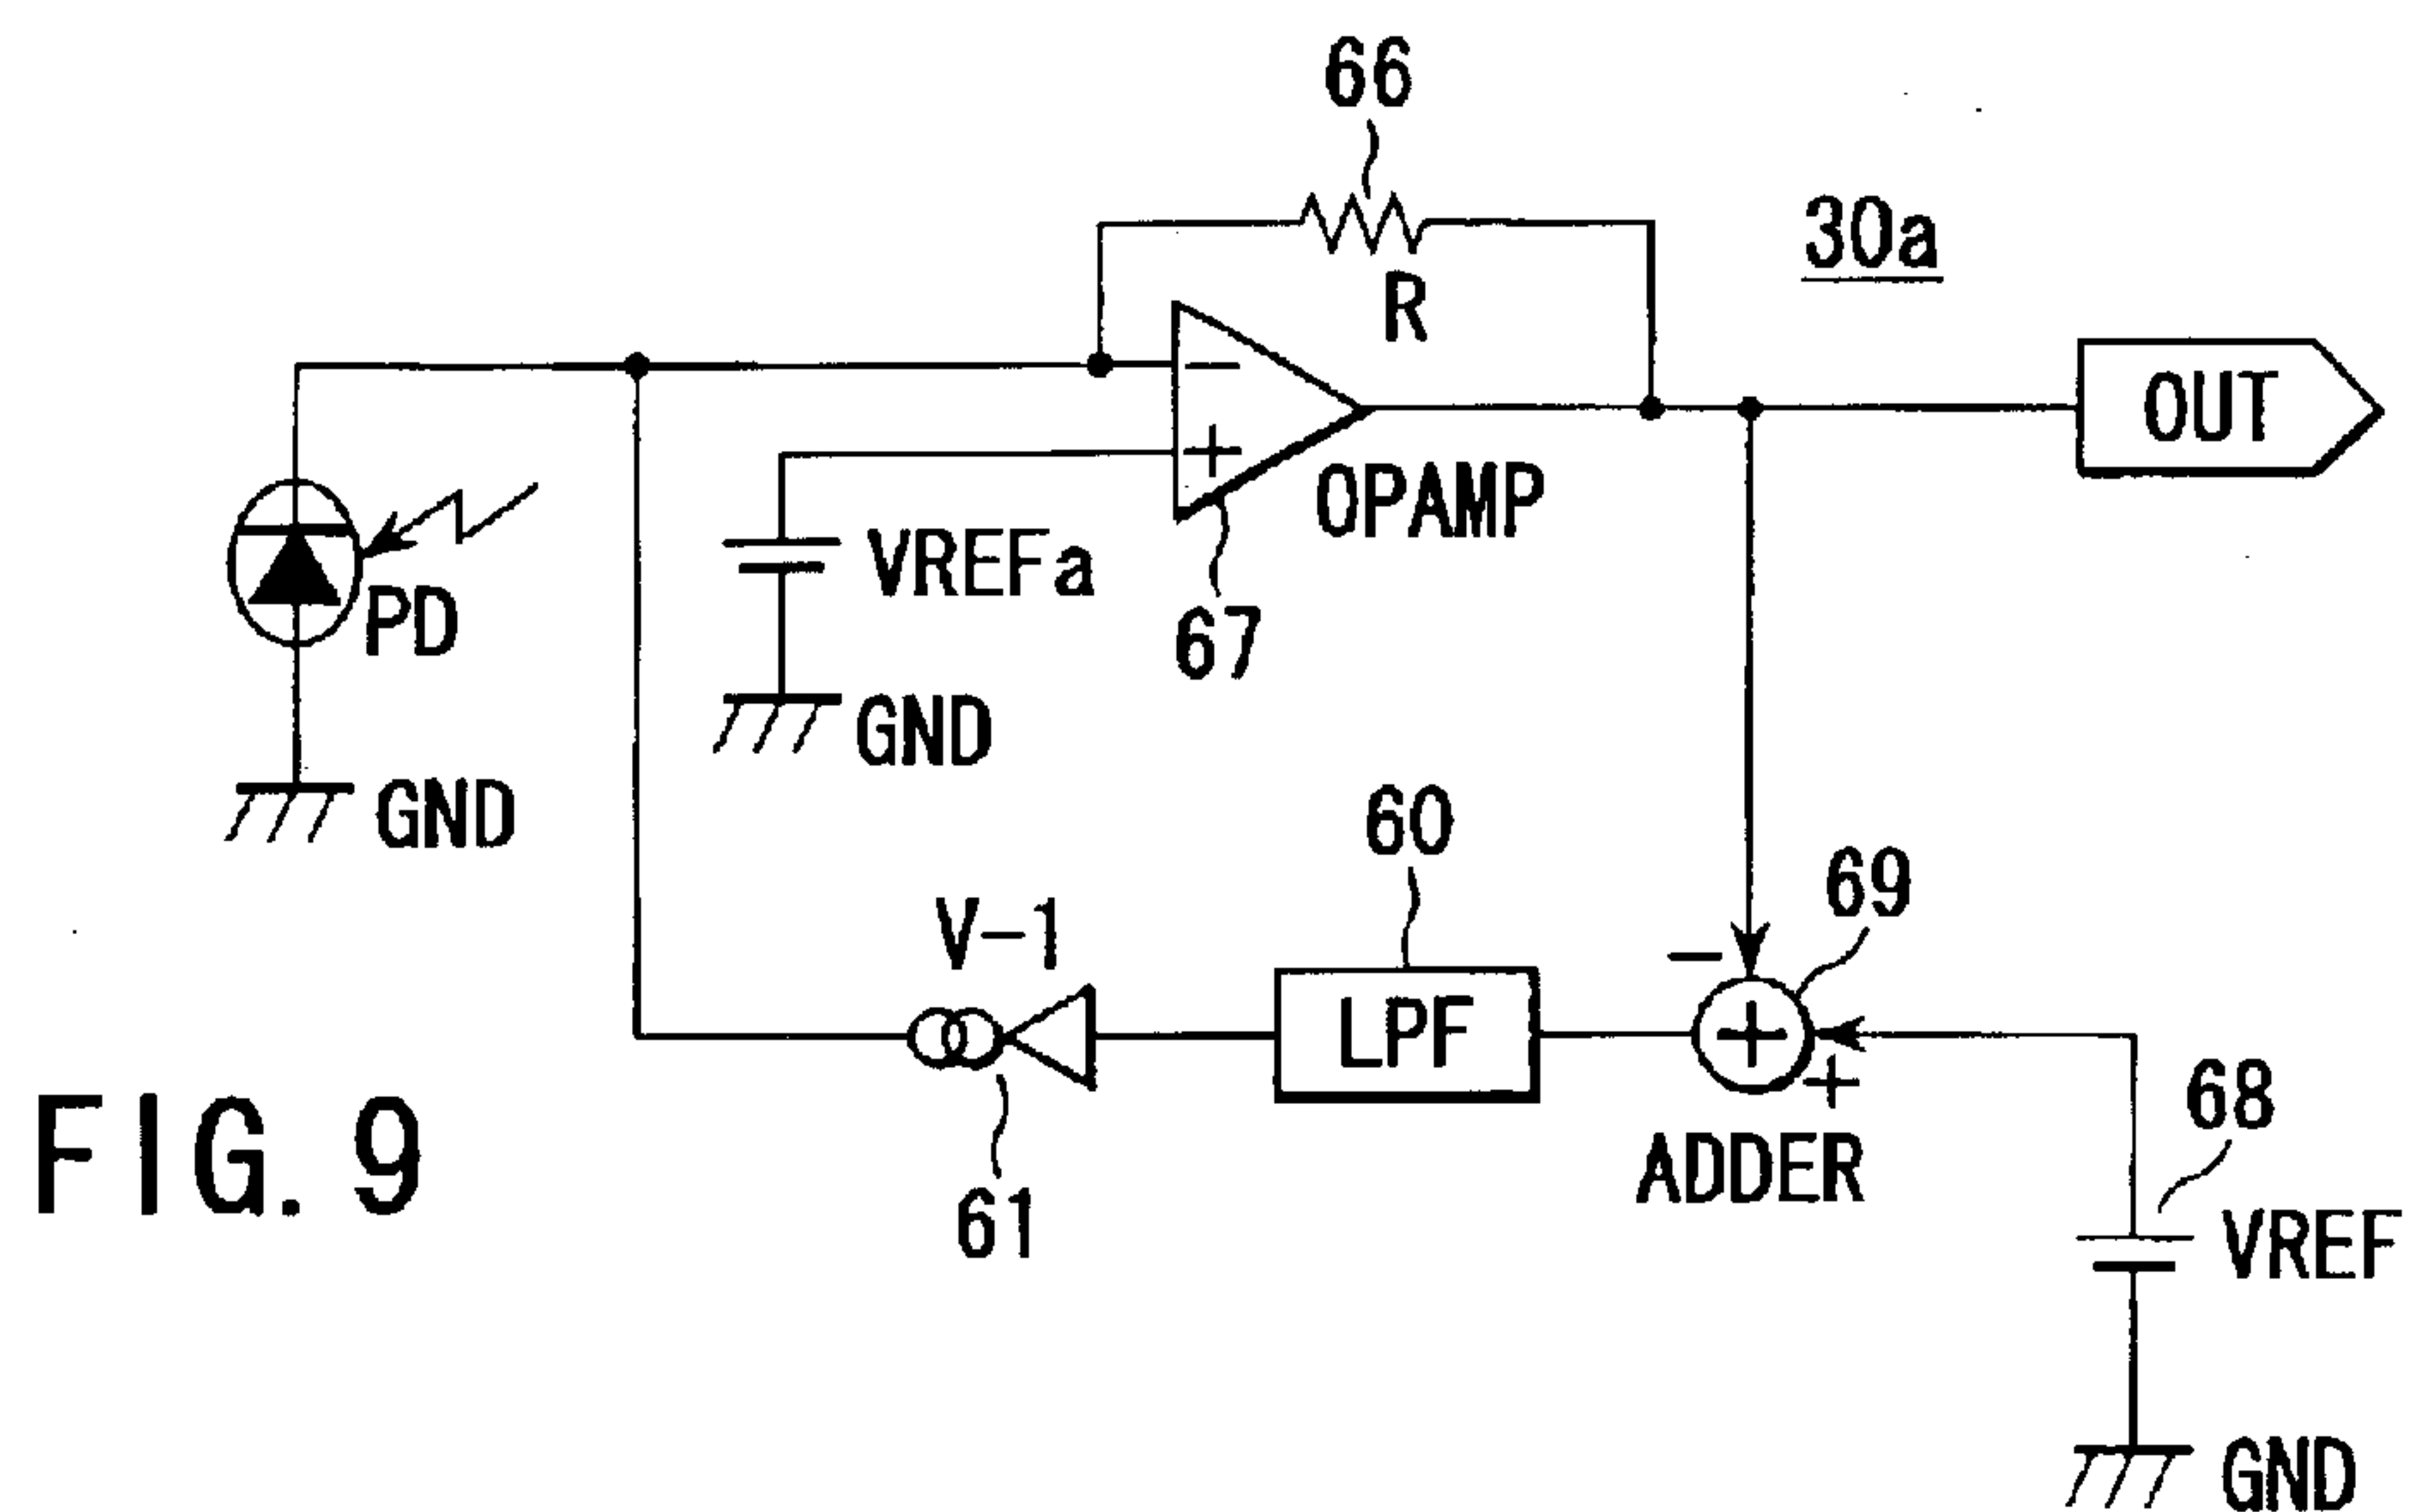 66
30a
R
OUT
−
+
OPAMP
VREFa
67
PD
GND
GND
60
69
V-1
−
LPF
+
+
68
ADDER
61
VREF
GND
FIG. 9